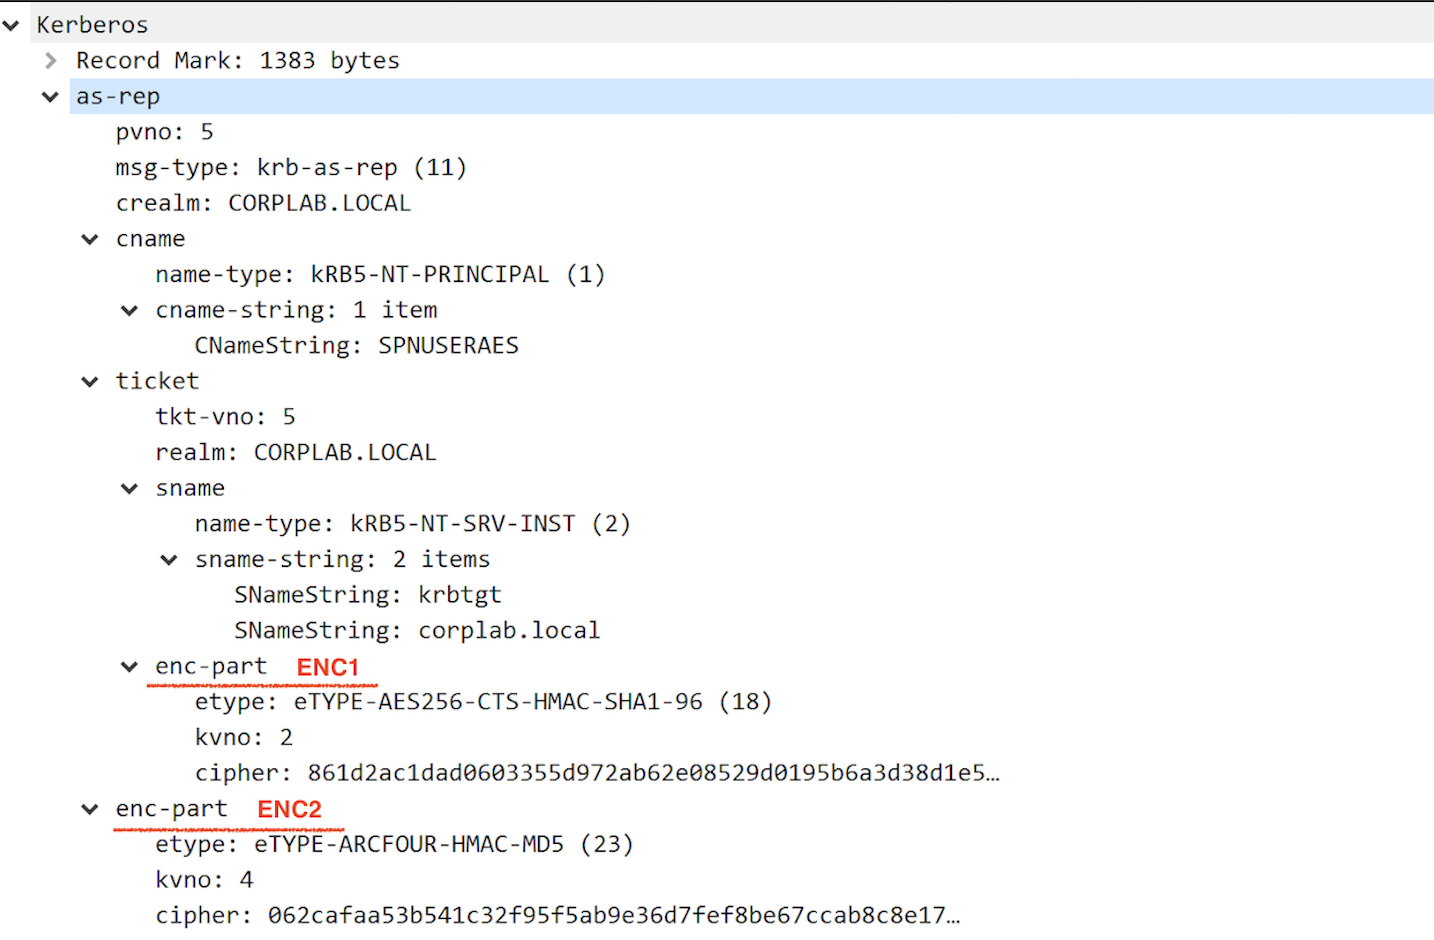 Kerberos
Record Mark: 1383 bytes
as-rep
pvno: 5
msg-type: krb-as-rep (11)
crealm: CORPLAB.LOCAL
cname
name-type: kRB5-NT-PRINCIPAL (1)
cname-string: 1 item
CNameString: SPNUSERAES
ticket
tkt-vno: 5
realm: CORPLAB.LOCAL
sname
name-type: kRB5-NT-SRV-INST (2)
sname-string: 2 items
SNameString: krbtgt
SNameString: corplab.local
enc-part ENC1
etype: eTYPE-AES256-CTS-HMAC-SHA1-96 (18)
kvno: 2
cipher: 861d2ac1dad0603355d972ab62e08529d0195b6a3d38d1e5…
enc-part ENC2
etype: eTYPE-ARCFOUR-HMAC-MD5 (23)
kvno: 4
cipher: 062cafaa53b541c32f95f5ab9e36d7fef8be67ccab8c8e17…